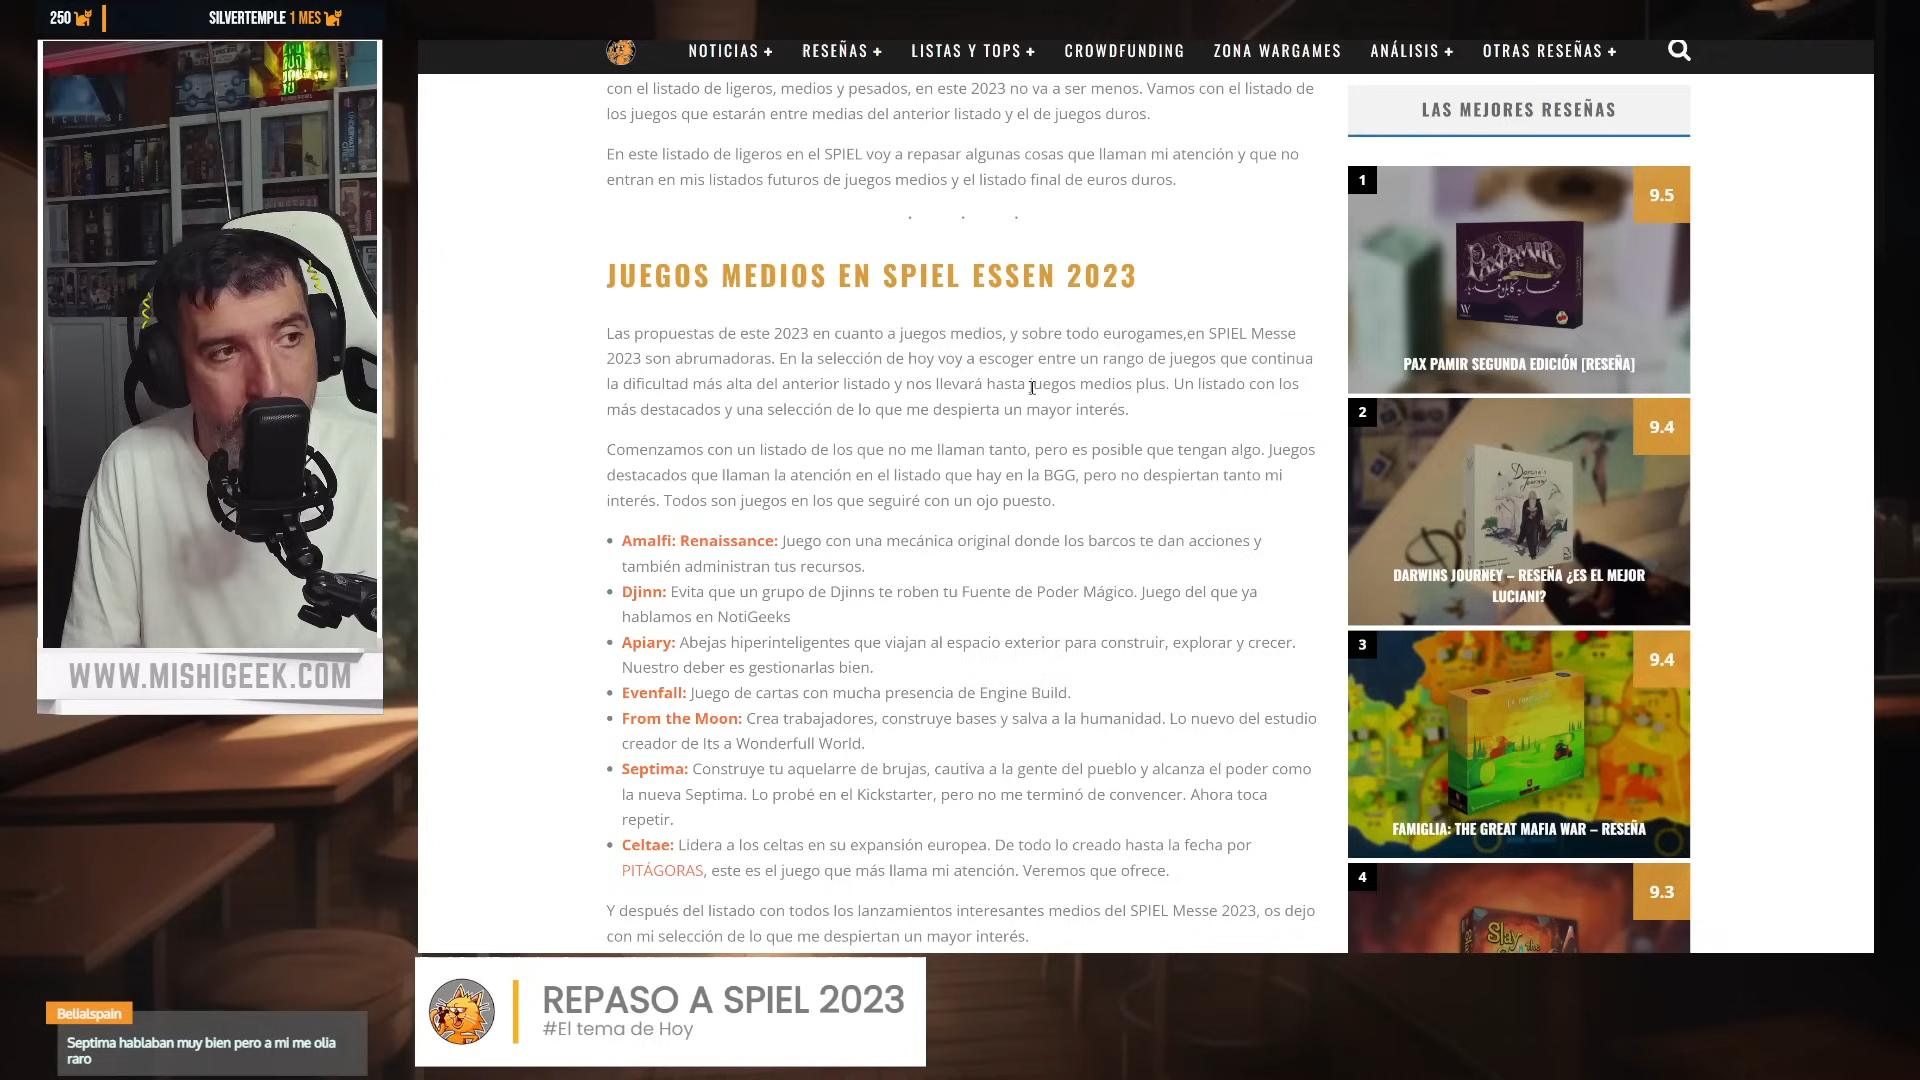 250
SILVERTEMPLE 1 MES
NOTICIAS +
RESEÑAS +
LISTAS Y TOPS +
CROWDFUNDING
ZONA WARGAMES
ANÁLISIS +
OTRAS RESEÑAS +
con el listado de ligeros, medios y pesados, en este 2023 no va a ser menos. Vamos con el listado de
los juegos que estarán entre medias del anterior listado y el de juegos duros.
En este listado de ligeros en el SPIEL voy a repasar algunas cosas que llaman mi atención y que no
entran en mis listados futuros de juegos medios y el listado final de euros duros.
JUEGOS MEDIOS EN SPIEL ESSEN 2023
Las propuestas de este 2023 en cuanto a juegos medios, y sobre todo eurogames,en SPIEL Messe
2023 son abrumadoras. En la selección de hoy voy a escoger entre un rango de juegos que continua
la dificultad más alta del anterior listado y nos llevará hasta juegos medios plus. Un listado con los
más destacados y una selección de lo que me despierta un mayor interés.
Comenzamos con un listado de los que no me llaman tanto, pero es posible que tengan algo. Juegos
destacados que llaman la atención en el listado que hay en la BGG, pero no despiertan tanto mi
interés. Todos son juegos en los que seguiré con un ojo puesto.
• Amalfi: Renaissance: Juego con una mecánica original donde los barcos te dan acciones y
también administran tus recursos.
• Djinn: Evita que un grupo de Djinns te roben tu Fuente de Poder Mágico. Juego del que ya
hablamos en NotiGeeks
• Apiary: Abejas hiperinteligentes que viajan al espacio exterior para construir, explorar y crecer.
Nuestro deber es gestionarlas bien.
• Evenfall: Juego de cartas con mucha presencia de Engine Build.
• From the Moon: Crea trabajadores, construye bases y salva a la humanidad. Lo nuevo del estudio
creador de Its a Wonderfull World.
• Septima: Construye tu aquelarre de brujas, cautiva a la gente del pueblo y alcanza el poder como
la nueva Septima. Lo probé en el Kickstarter, pero no me terminó de convencer. Ahora toca
repetir.
• Celtae: Lidera a los celtas en su expansión europea. De todo lo creado hasta la fecha por
PITÁGORAS, este es el juego que más llama mi atención. Veremos que ofrece.
Y después del listado con todos los lanzamientos interesantes medios del SPIEL Messe 2023, os dejo
con mi selección de lo que me despiertan un mayor interés.
LAS MEJORES RESEÑAS
1
9.5
PAX PAMIR
PAX PAMIR SEGUNDA EDICIÓN [RESEÑA]
2
9.4
Darwin's
Journey
DARWINS JOURNEY – RESEÑA ¿ES EL MEJOR
LUCIANI?
3
9.4
FAMIGLIA: THE GREAT MAFIA WAR – RESEÑA
4
9.3
Slay the
ECLIPSE
WWW.MISHIGEEK.COM
REPASO A SPIEL 2023
#El tema de Hoy
Belialspain
Septima hablaban muy bien pero a mi me olia
raro